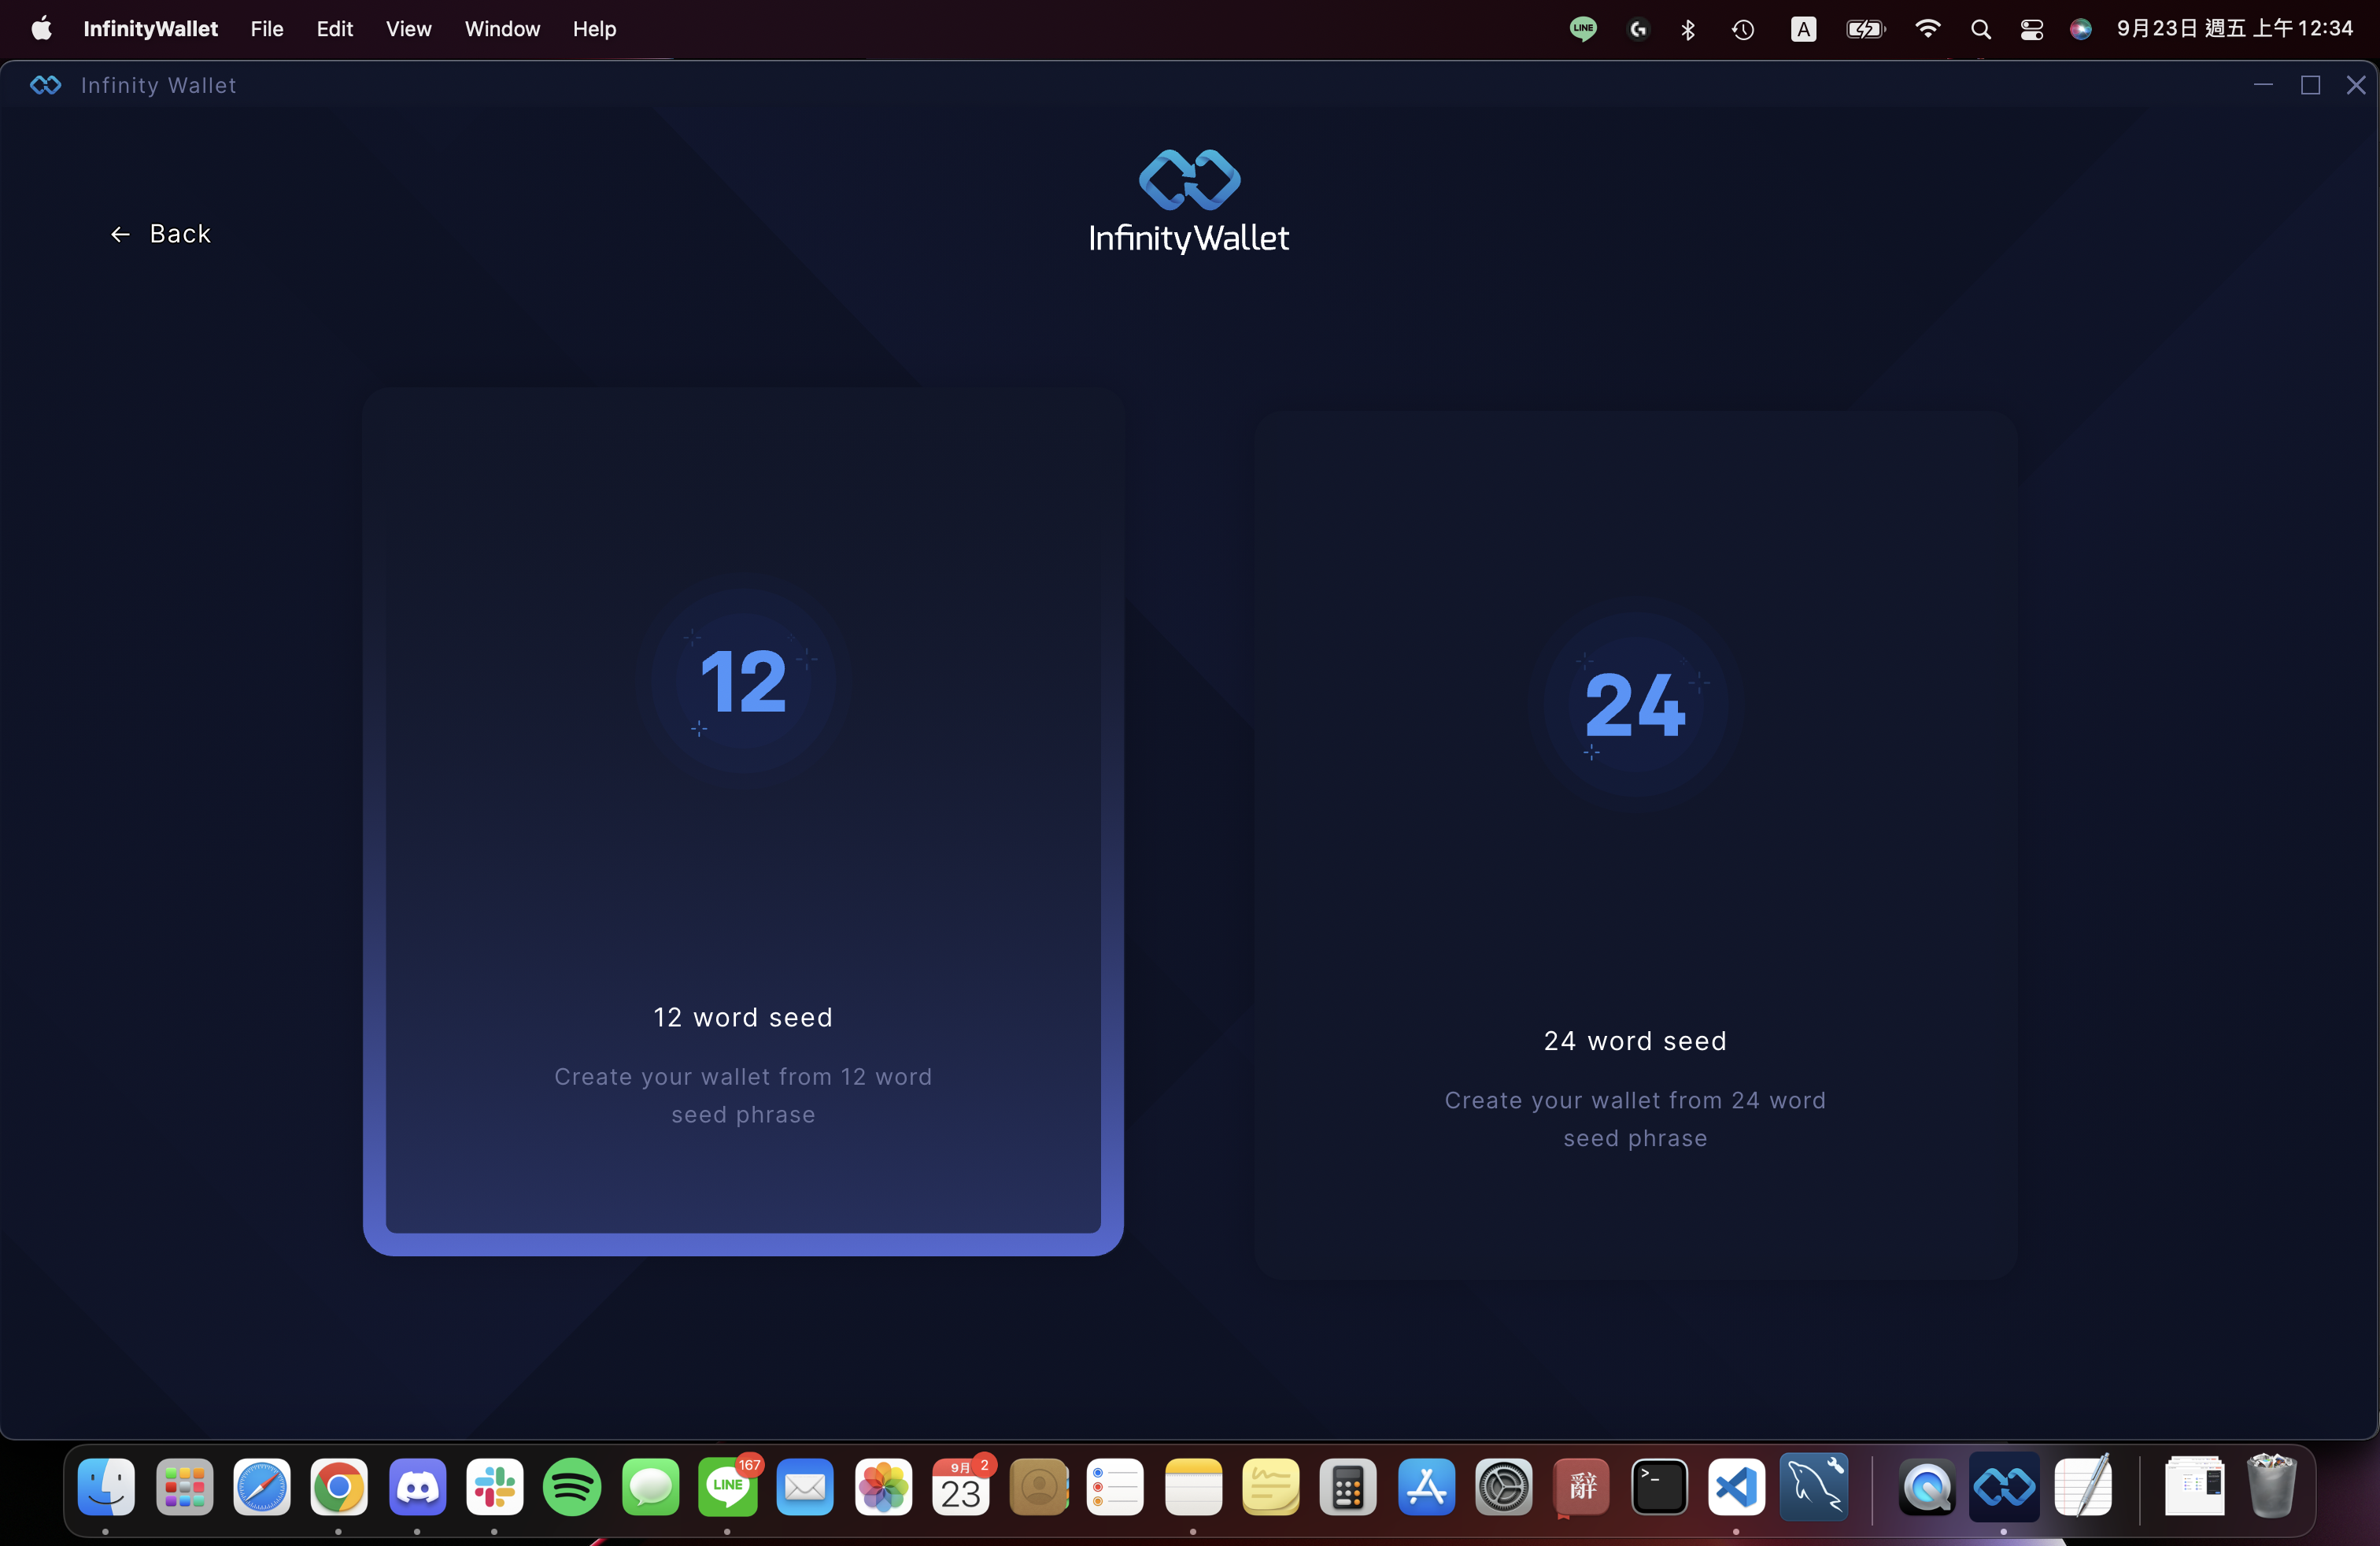 InfinityWallet File Edit View Window Help LINE A 9月23日 週五 上午12:34
Infinity Wallet
← Back
InfinityWallet
12
24
12 word seed
Create your wallet from 12 word
seed phrase
24 word seed
Create your wallet from 24 word
seed phrase
LINE 167 9月 2 23 辭 >_